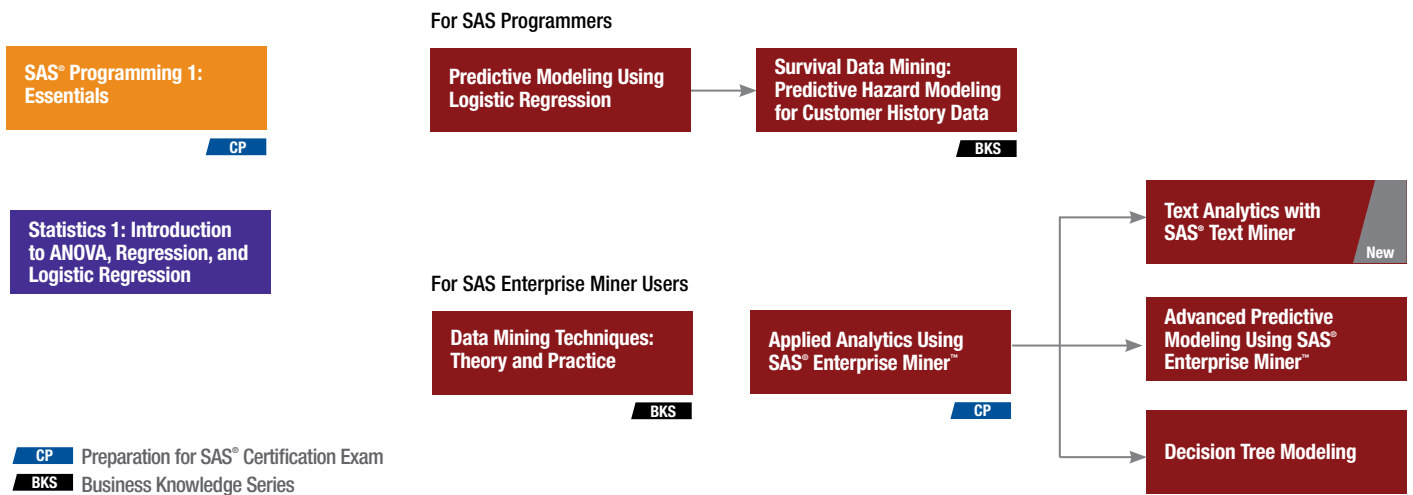 For SAS Programmers
SAS® Programming 1:
Essentials
CP
Predictive Modeling Using
Logistic Regression
Survival Data Mining:
Predictive Hazard Modeling
for Customer History Data
BKS
Statistics 1: Introduction
to ANOVA, Regression, and
Logistic Regression
For SAS Enterprise Miner Users
Data Mining Techniques:
Theory and Practice
BKS
Applied Analytics Using
SAS® Enterprise Miner™
CP
Text Analytics with
SAS® Text Miner
New
Advanced Predictive
Modeling Using SAS®
Enterprise Miner™
Decision Tree Modeling
CP Preparation for SAS® Certification Exam
BKS Business Knowledge Series